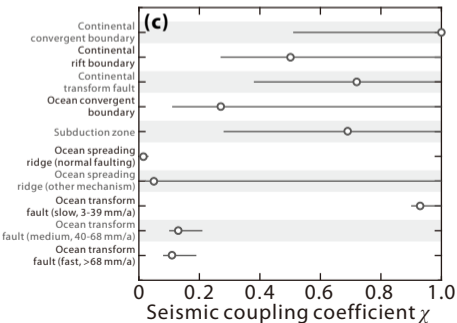 (c)
Continental
convergent boundary
Continental
rift boundary
Continental
transform fault
Ocean convergent
boundary
Subduction zone
Ocean spreading
ridge (normal faulting)
Ocean spreading
ridge (other mechanism)
Ocean transform
fault (slow, 3-39 mm/a)
Ocean transform
fault (medium, 40-68 mm/a)
Ocean transform
fault (fast, >68 mm/a)
0 0.2 0.4 0.6 0.8 1.0
Seismic coupling coefficient χ